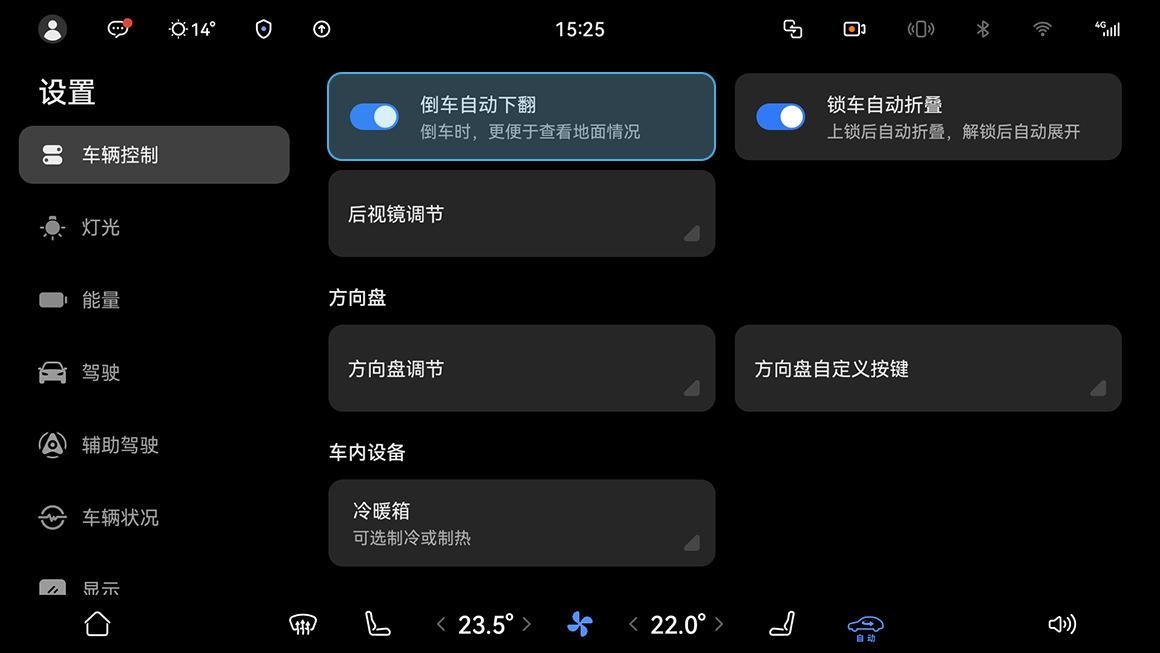 14°
15:25
4G
设置
车辆控制
灯光
能量
驾驶
辅助驾驶
车辆状况
显示
倒车自动下翻
倒车时，更便于查看地面情况
锁车自动折叠
上锁后自动折叠，解锁后自动展开
后视镜调节
方向盘
方向盘调节
方向盘自定义按键
车内设备
冷暖箱
可选制冷或制热
23.5°
22.0°
自动